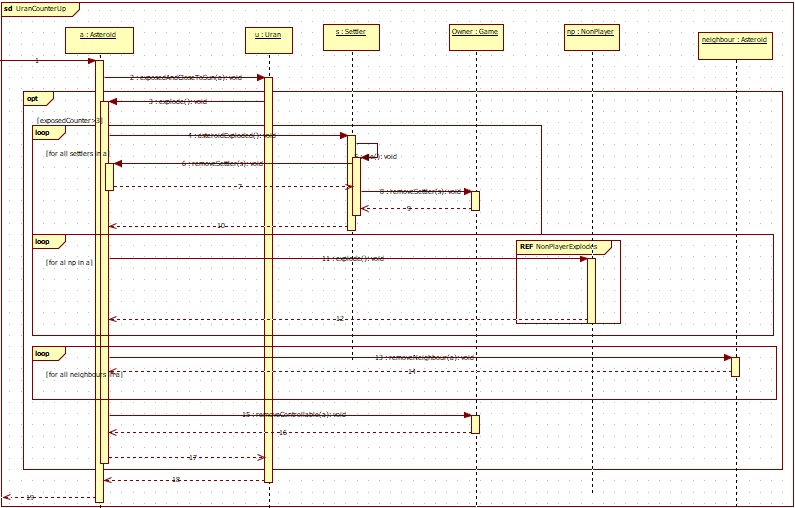 sd UranCounterUp
a : Asteroid
u : Uran
s : Settler
Owner : Game
np : NonPlayer
neighbour : Asteroid
1
2 : exposedAndCloseToSun(a): void
opt
3 : explode(): void
[exposedCounter>3]
loop
4 : asteroidExploded(): void
[for all settlers in a]
5 : die(): void
6 : removeSettler(s): void
7
8 : removeSettler(s): void
9
10
loop
REF NonPlayerExplodes
[for al np in a]
11 : explode(): void
12
loop
13 : removeNeighbour(a): void
14
[for all neighbours in a]
15 : removeControllable(a): void
16
17
18
19